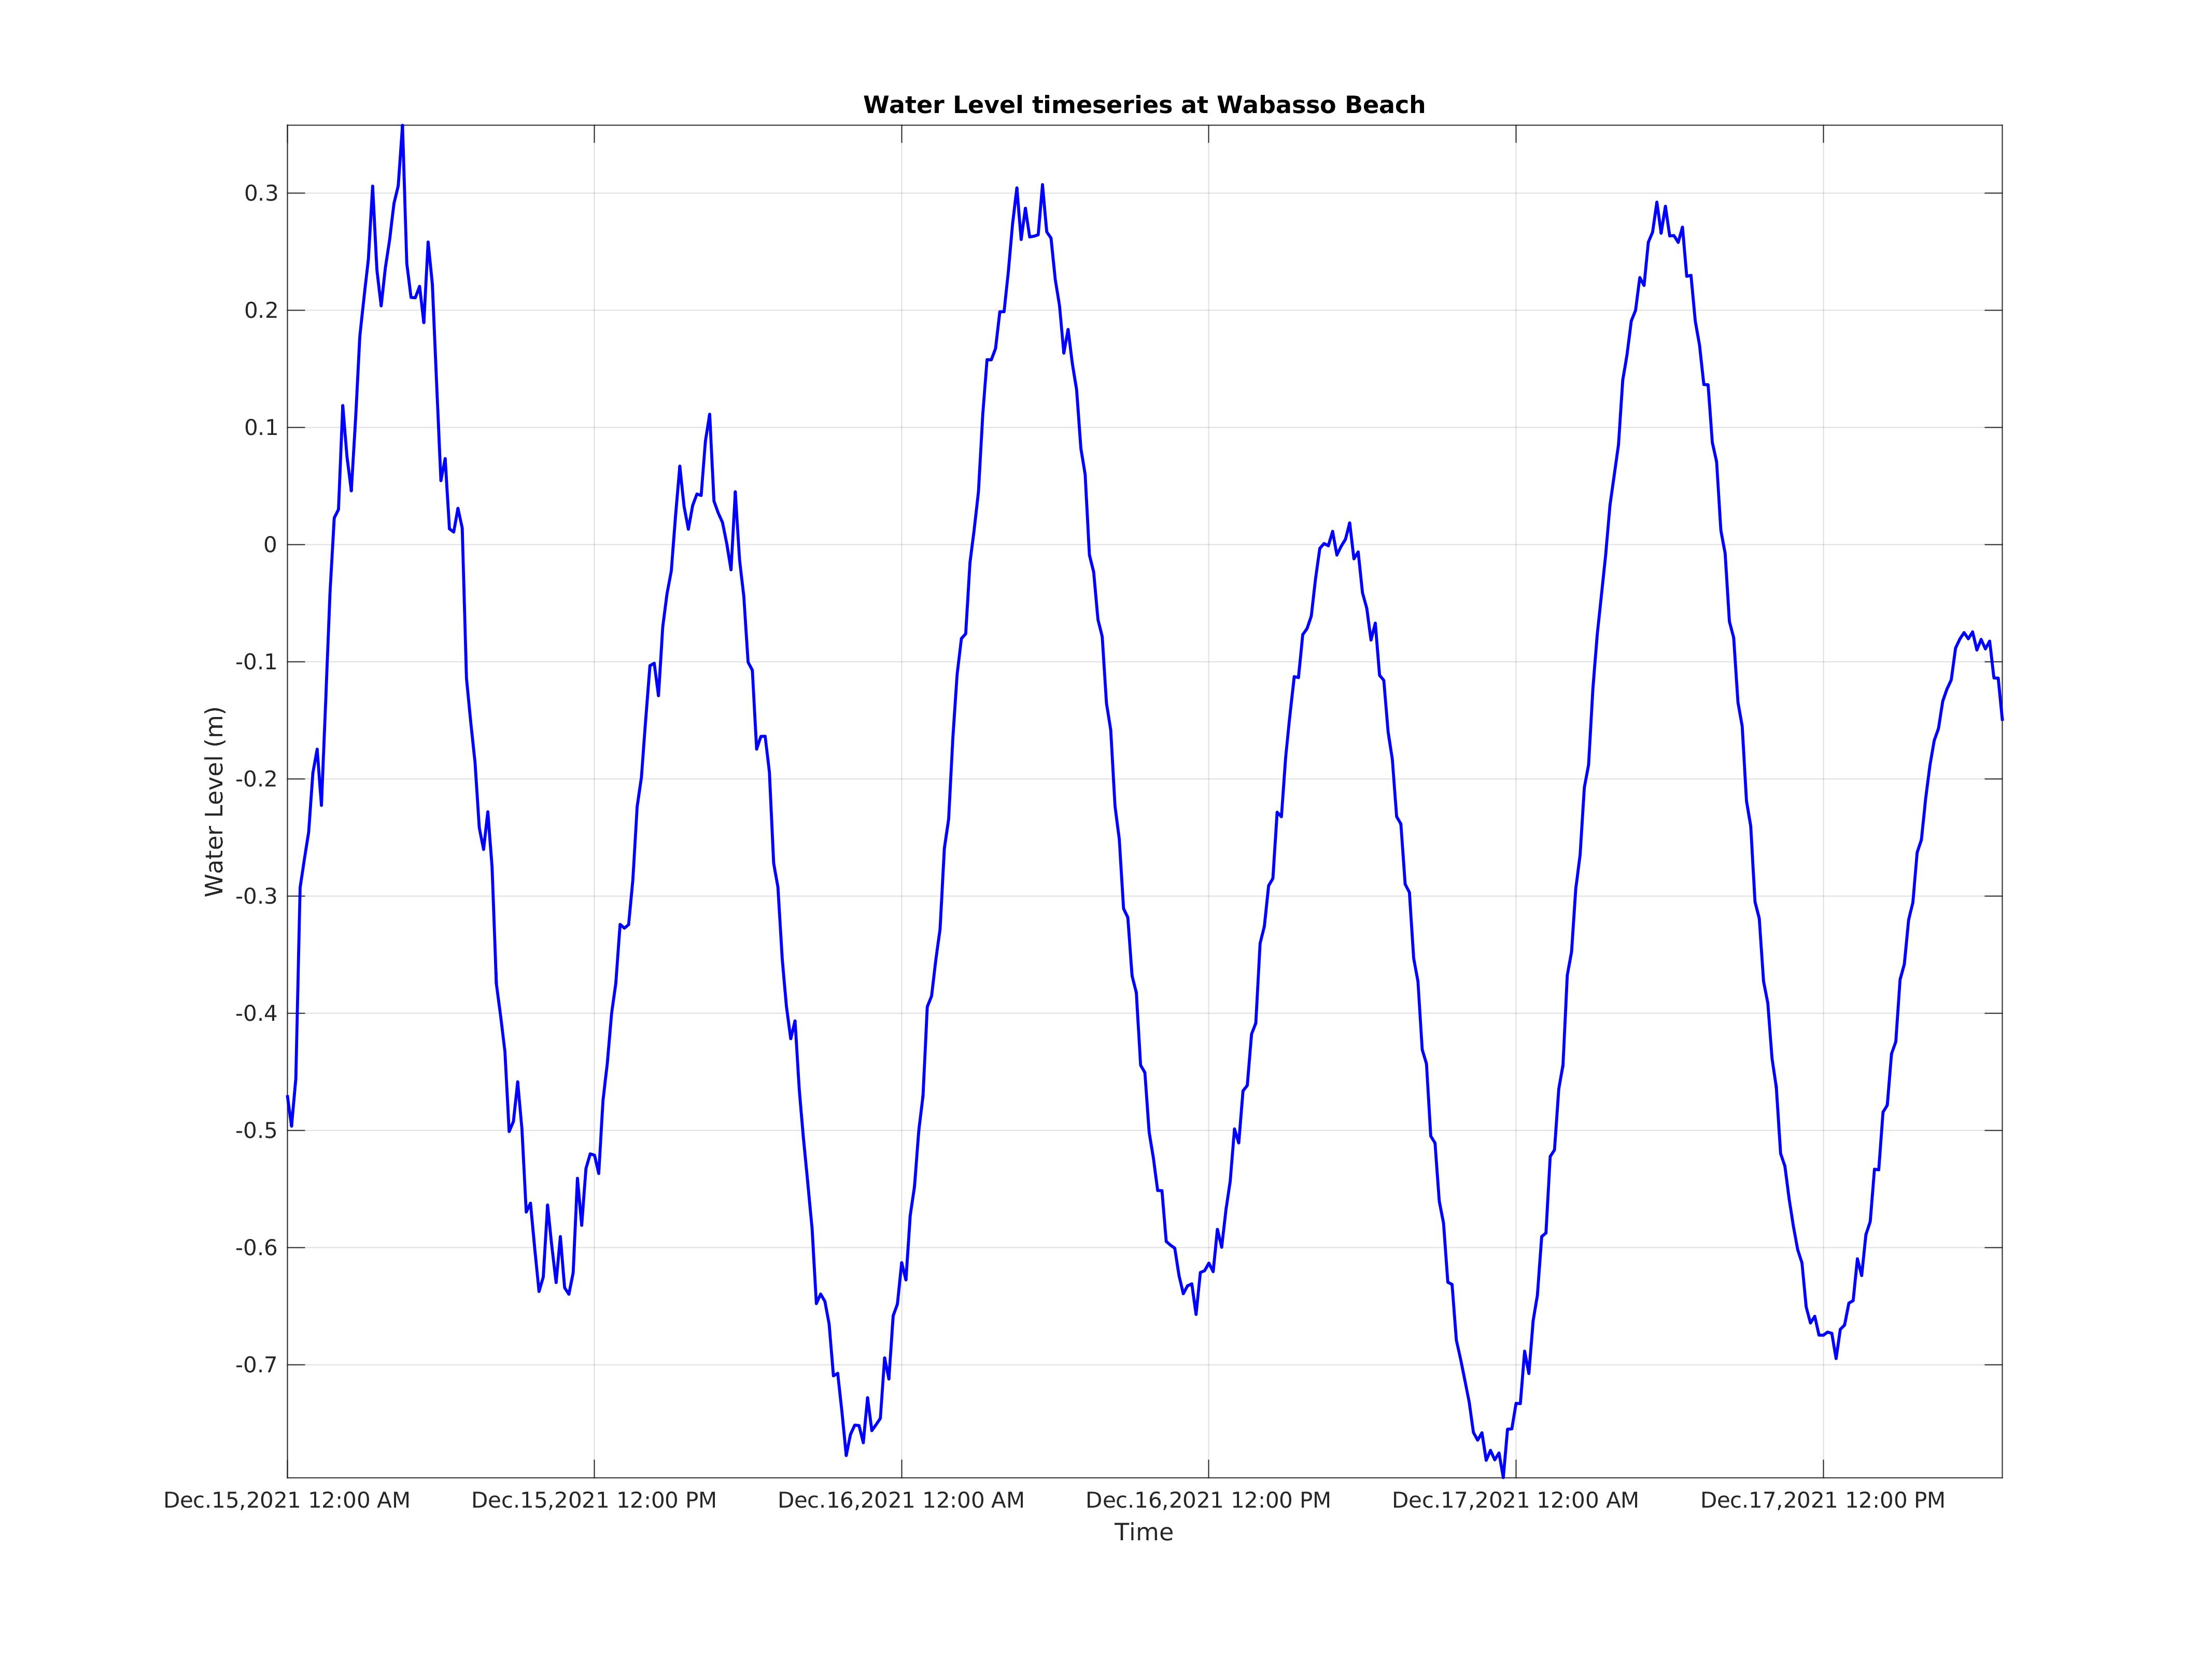 Water Level timeseries at Wabasso Beach
0.3
0.2
0.1
0
-0.1
-0.2
-0.3
-0.4
-0.5
-0.6
-0.7
Water Level (m)
Dec.15,2021 12:00 AM
Dec.15,2021 12:00 PM
Dec.16,2021 12:00 AM
Dec.16,2021 12:00 PM
Dec.17,2021 12:00 AM
Dec.17,2021 12:00 PM
Time